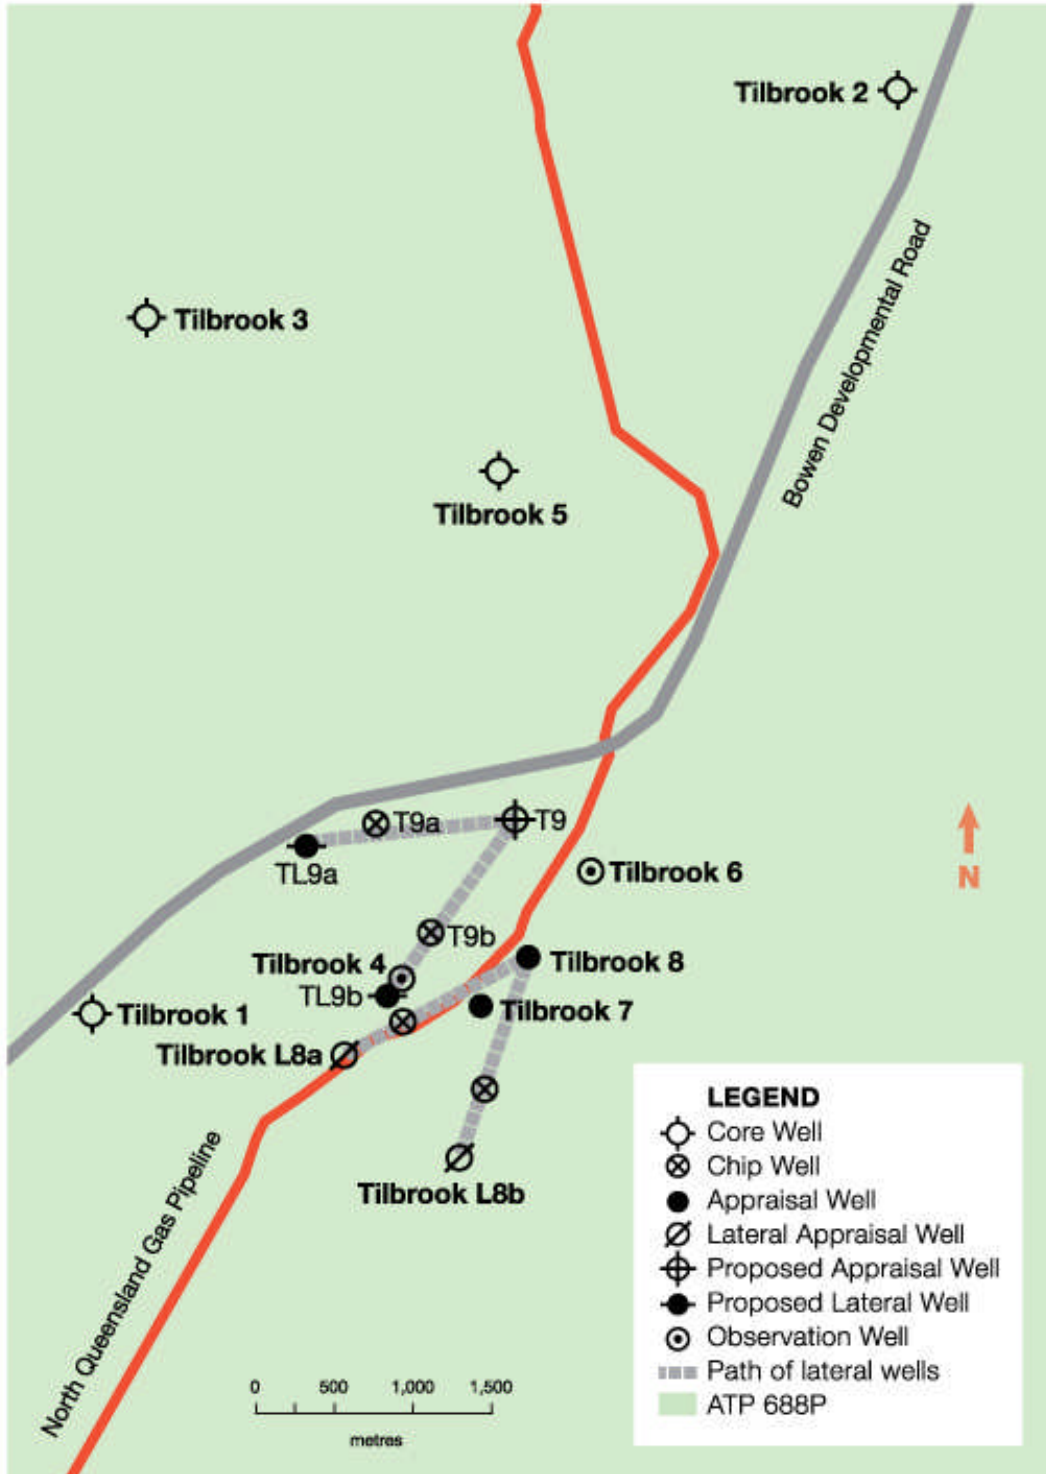 Tilbrook 2
Bowen Developmental Road
Tilbrook 3
Tilbrook 5
T9a
T9
TL9a
Tilbrook 6
N
T9b
Tilbrook 4
Tilbrook 8
TL9b
Tilbrook 7
Tilbrook 1
Tilbrook L8a
Tilbrook L8b
North Queensland Gas Pipeline
LEGEND
Core Well
Chip Well
Appraisal Well
Lateral Appraisal Well
Proposed Appraisal Well
Proposed Lateral Well
Observation Well
Path of lateral wells
ATP 688P
0 500 1,000 1,500
metres